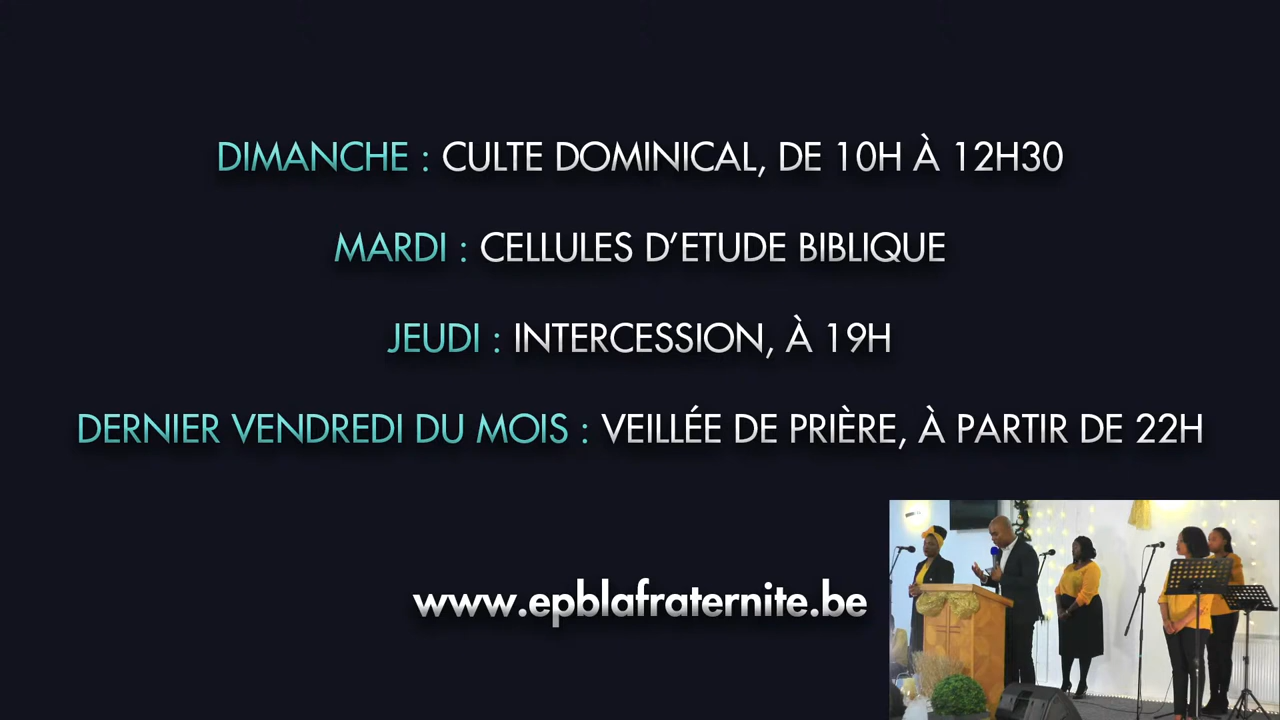 DIMANCHE : CULTE DOMINICAL, DE 10H À 12H30
MARDI : CELLULES D’ETUDE BIBLIQUE
JEUDI : INTERCESSION, À 19H
DERNIER VENDREDI DU MOIS : VEILLÉE DE PRIÈRE, À PARTIR DE 22H
www.epblafraternite.be